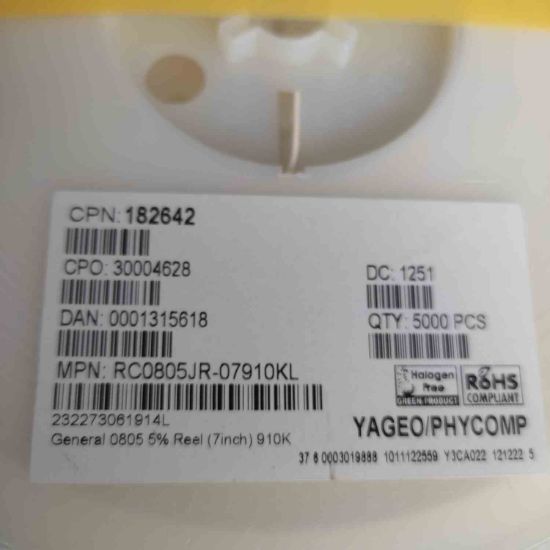 CPN: 182642
CPO: 30004628
DC: 1251
DAN: 0001315618
QTY: 5000 PCS
MPN: RC0805JR-07910KL
Halogen
Free
GREEN PRODUCT
RoHS
COMPLIANT
232273061914L
General 0805 5% Reel (7inch) 910K
YAGEO/PHYCOMP
37 6 0003019888 1011122559 Y3CA022 121222 5